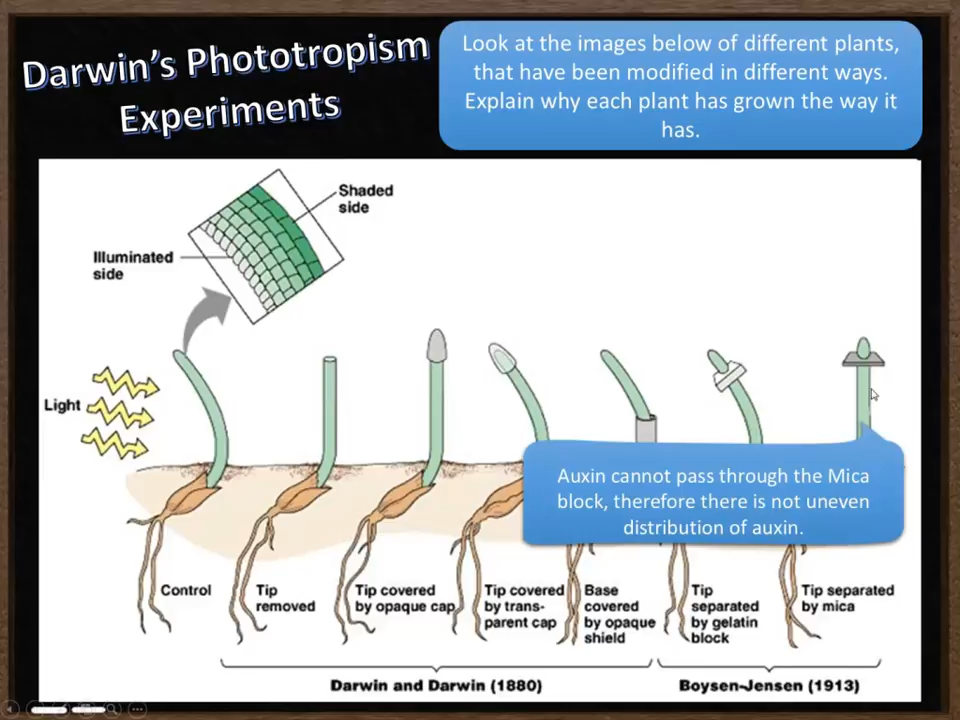 Darwin's Phototropism
Experiments
Look at the images below of different plants,
that have been modified in different ways.
Explain why each plant has grown the way it
has.
Shaded
side
Illuminated
side
Light
Auxin cannot pass through the Mica
block, therefore there is not uneven
distribution of auxin.
Control
Tip
removed
Tip covered
by opaque cap
Tip covered
by trans-
parent cap
Base
covered
by opaque
shield
Tip
separated
by gelatin
block
Tip separated
by mica
Darwin and Darwin (1880)
Boysen-Jensen (1913)